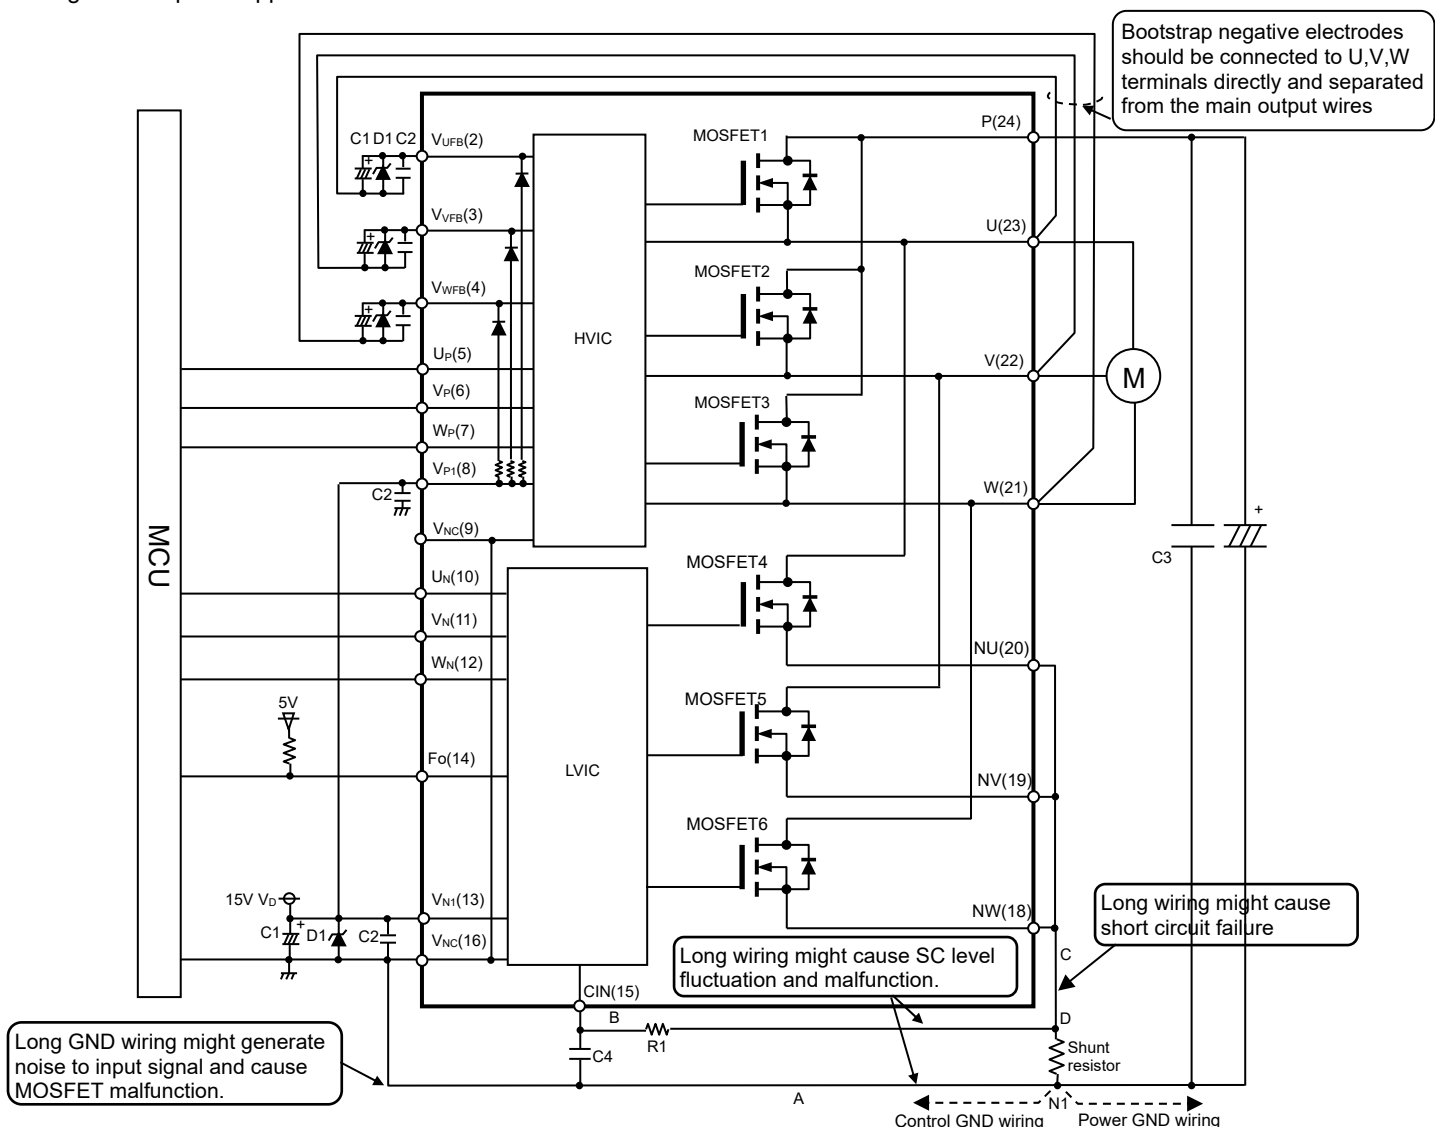 Bootstrap negative electrodes
should be connected to U,V,W
terminals directly and separated
from the main output wires
C1 D1 C2
VUFB(2)
MOSFET1
P(24)
VVFB(3)
U(23)
MOSFET2
VWFB(4)
HVIC
UP(5)
V(22)
M
VP(6)
MOSFET3
WP(7)
VP1(8)
C2
W(21)
+
MCU
VNC(9)
C3
MOSFET4
UN(10)
VN(11)
NU(20)
WN(12)
5V
MOSFET5
Fo(14)
LVIC
NV(19)
MOSFET6
15V VD
VN1(13)
NW(18)
Long wiring might cause
short circuit failure
C1
+
D1
C2
VNC(16)
Long wiring might cause SC level
fluctuation and malfunction.
C
CIN(15)
B
D
R1
C4
Shunt
resistor
Long GND wiring might generate
noise to input signal and cause
MOSFET malfunction.
A
N1
Control GND wiring
Power GND wiring